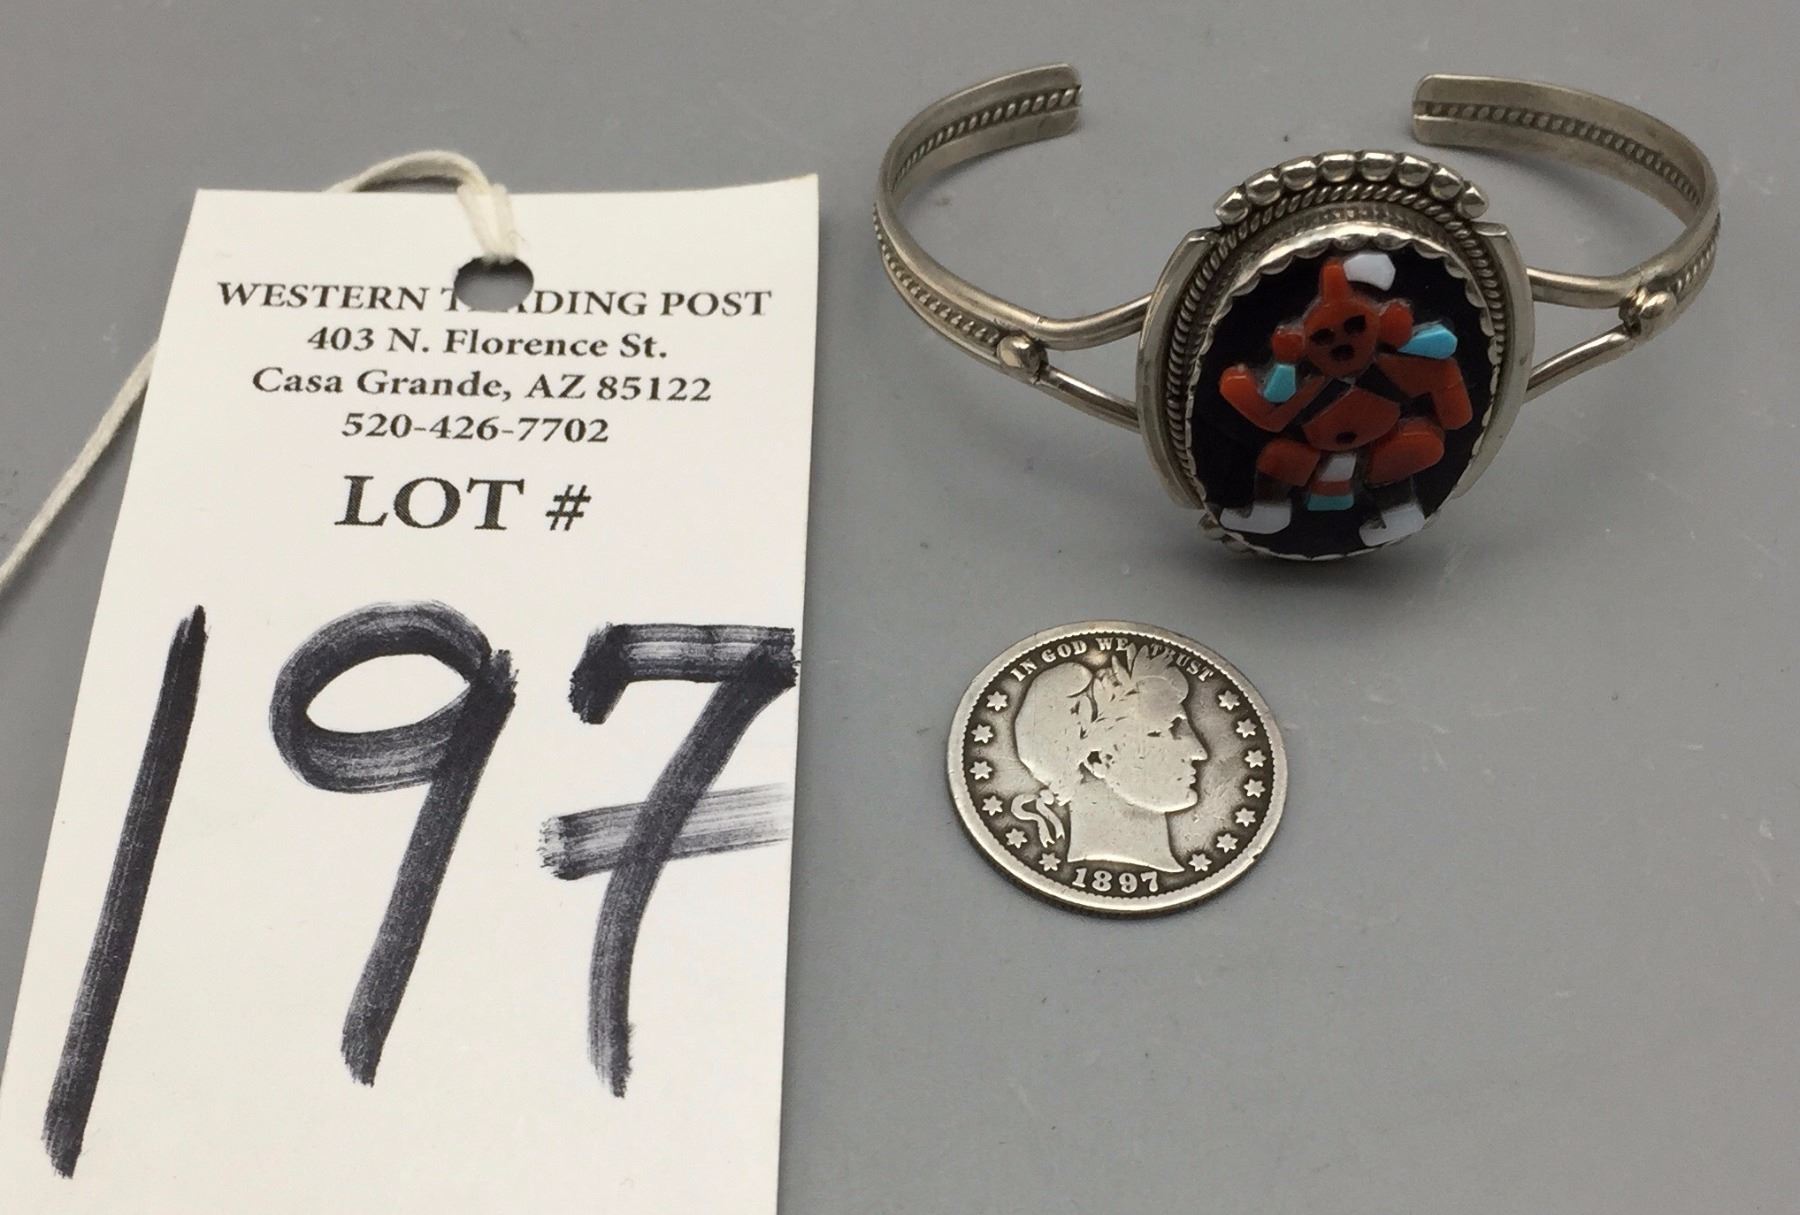 WESTERN T DING POST
403 N. Florence St.
Casa Grande, AZ 85122
520-426-7702
LOT #
197
IN GOD WE TRUST
1897